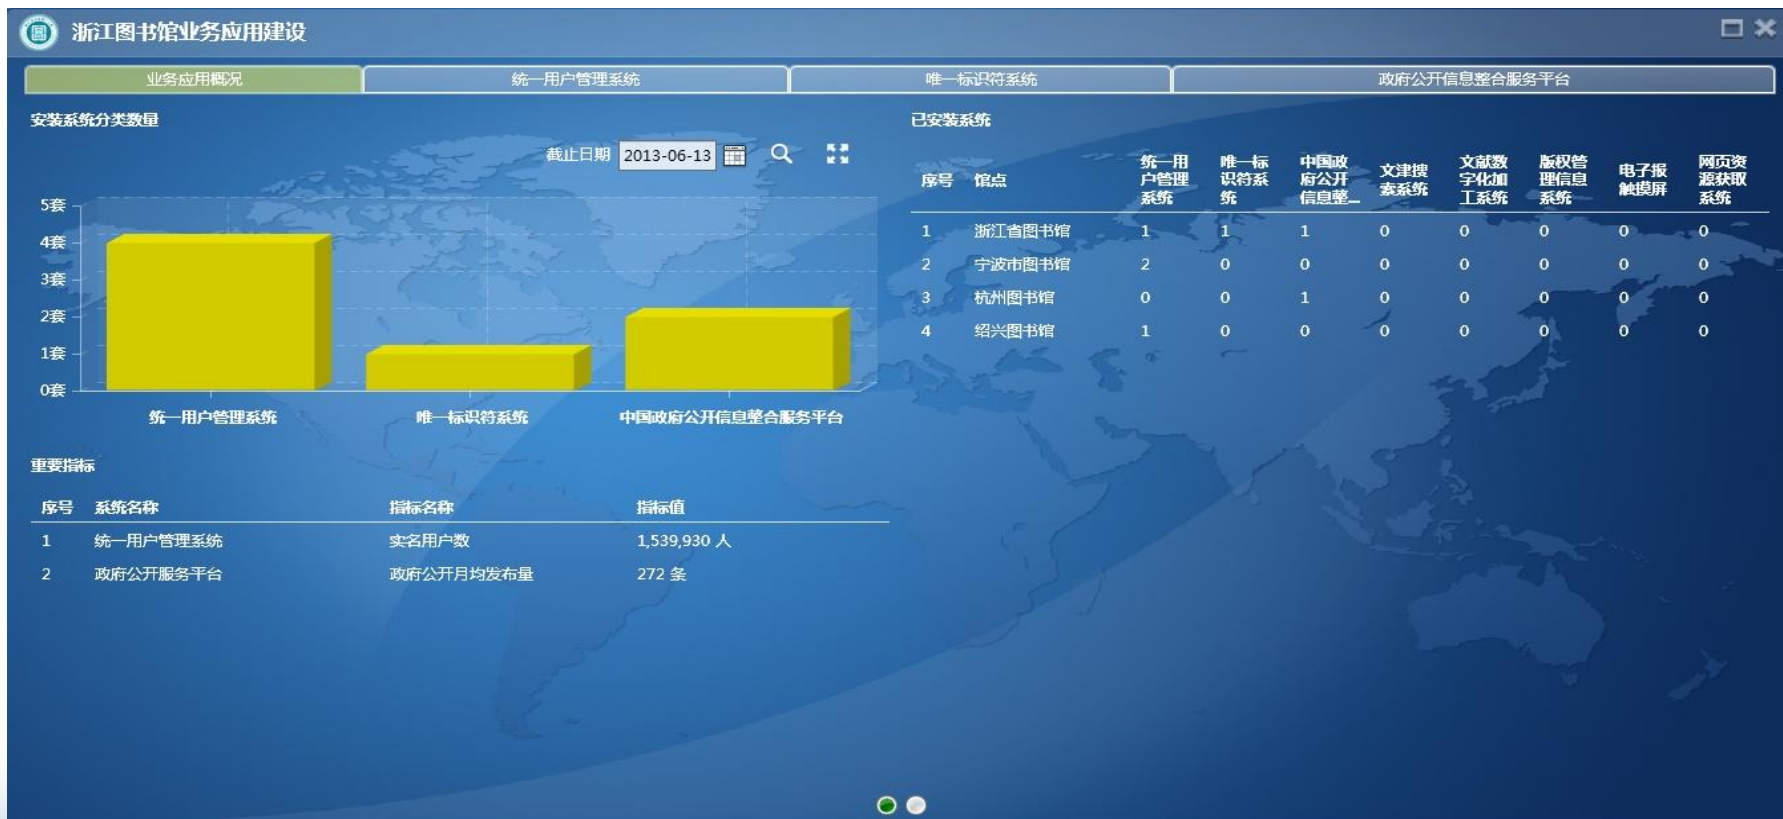 浙江图书馆业务应用建设
业务应用概况 统一用户管理系统 唯一标识符系统 政府公开信息整合服务平台
安装系统分类数量
截止日期 2013-06-13
5套
4套
3套
2套
1套
0套
统一用户管理系统 唯一标识符系统 中国政府公开信息整合服务平台
重要指标
序号 系统名称 指标名称 指标值
1 统一用户管理系统 实名用户数 1,539,930 人
2 政府公开服务平台 政府公开月均发布量 272 条
已安装系统
序号 馆点 统一用户管理系统 唯一标识符系统 中国政府公开信息整... 文津搜索系统 文献数字化加工系统 版权管理信息系统 电子报触摸屏 网页资源获取系统
1 浙江省图书馆 1 1 1 0 0 0 0 0
2 宁波市图书馆 2 0 0 0 0 0 0 0
3 杭州图书馆 0 0 1 0 0 0 0 0
4 绍兴图书馆 1 0 0 0 0 0 0 0